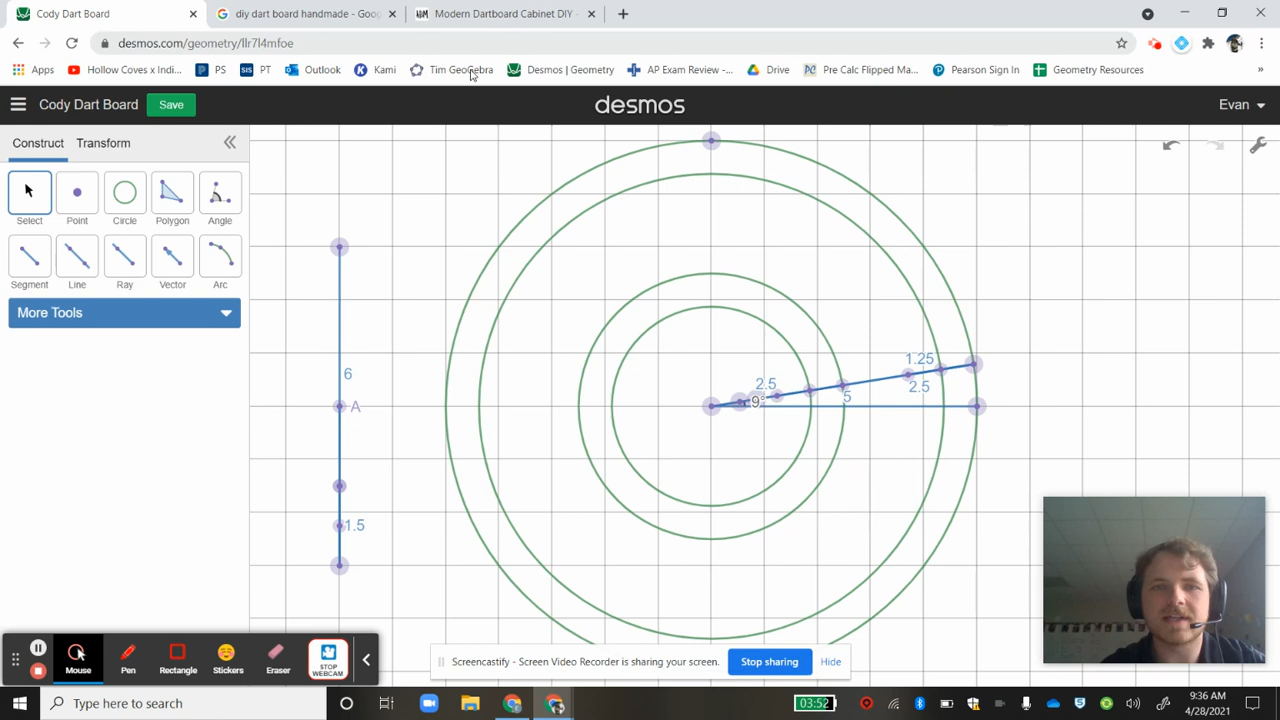 Cody Dart Board
diy dart board handmade - Goog
Modern Dartboard Cabinet DIY -
desmos.com/geometry/llr7l4mfoe
Apps
Hollow Coves x Indi...
PS
PT
Outlook
Kami
Tim Geogebra
Desmos | Geometry
AP Exam Review -...
Drive
Pre Calc Flipped Ma...
Pearson Sign In
Geometry Resources
Cody Dart Board
Save
desmos
Evan
Construct
Transform
Select
Point
Circle
Polygon
Angle
Segment
Line
Ray
Vector
Arc
More Tools
6
A
1.5
2.5
9°
5
1.25
2.5
Mouse
Pen
Rectangle
Stickers
Eraser
STOP
WEBCAM
Screencastify - Screen Video Recorder is sharing your screen.
Stop sharing
Hide
Type here to search
03:52
9:36 AM
4/28/2021